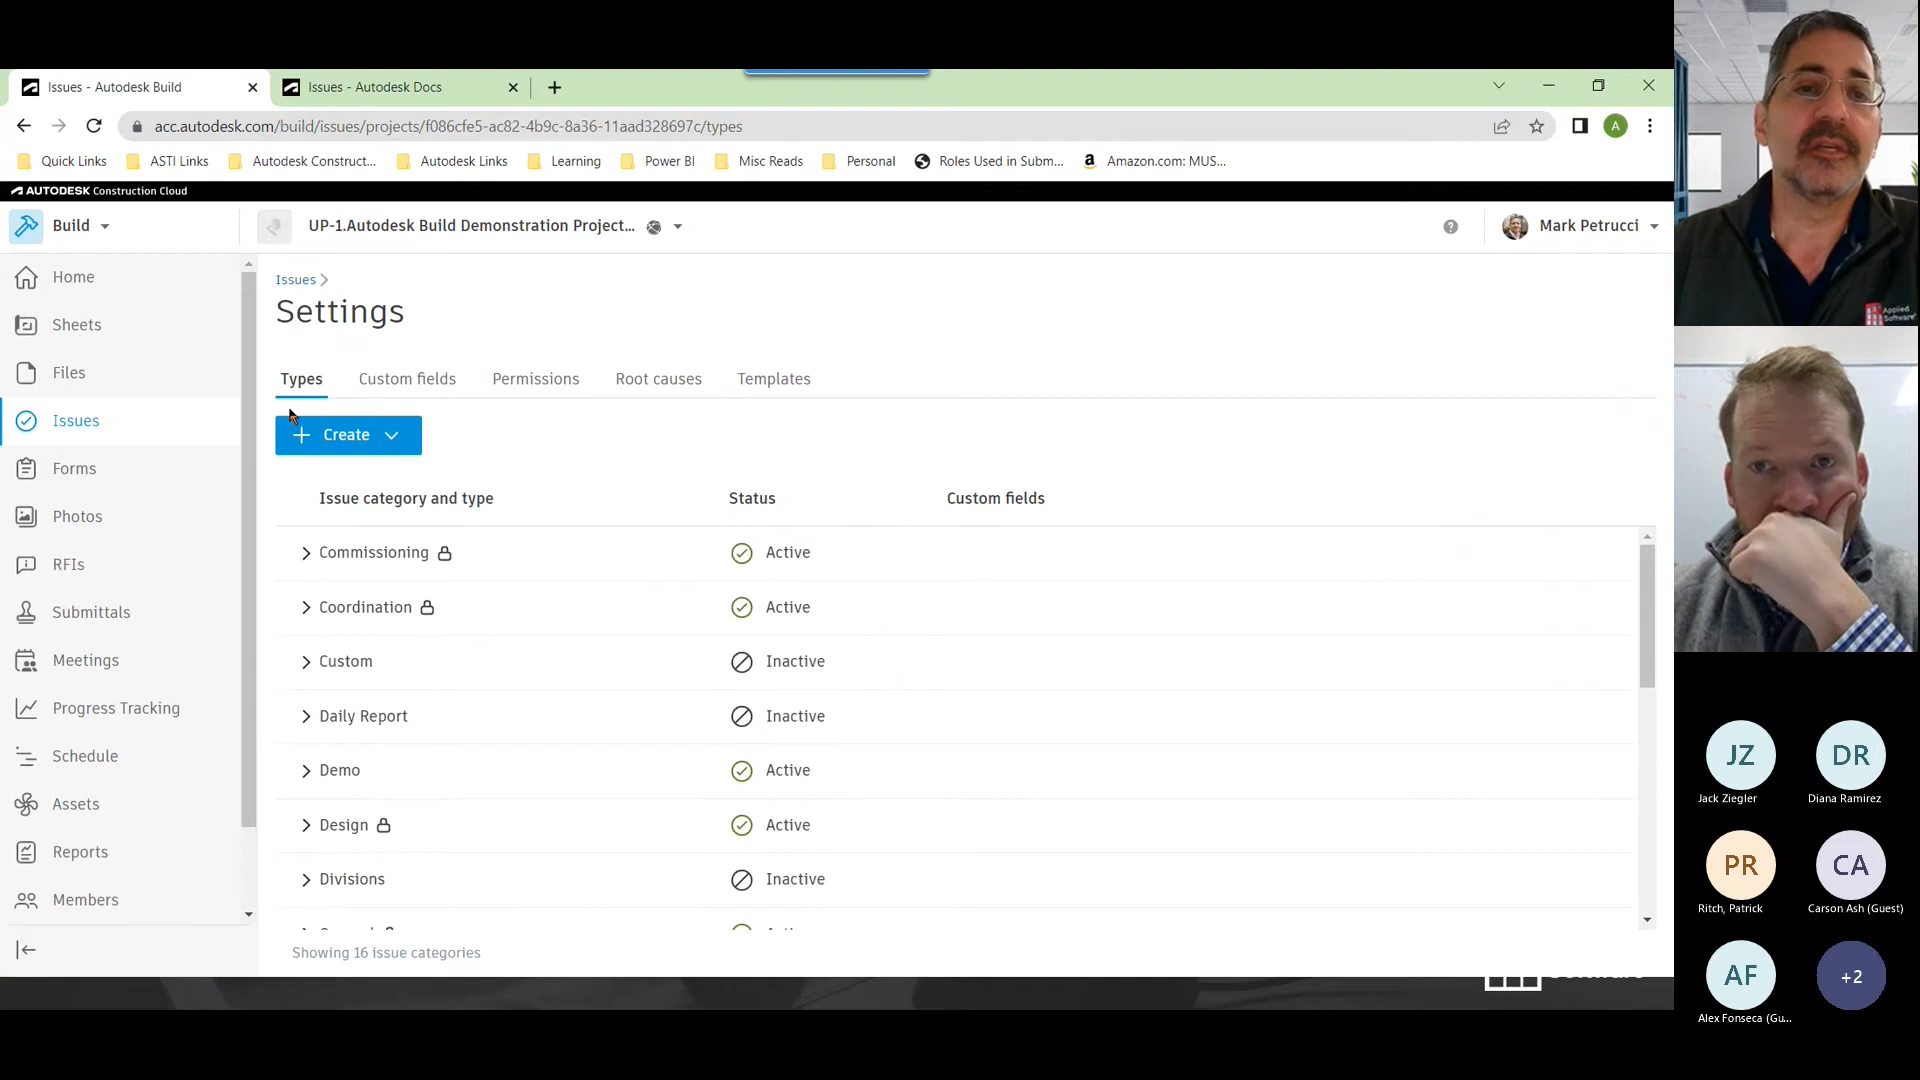 Issues - Autodesk Build
Issues - Autodesk Docs
acc.autodesk.com/build/issues/projects/f086cfe5-ac82-4b9c-8a36-11aad328697c/types
A
Quick Links
ASTI Links
Autodesk Construct...
Autodesk Links
Learning
Power BI
Misc Reads
Personal
Roles Used in Subm...
Amazon.com: MUS...
AUTODESK Construction Cloud
Build
UP-1.Autodesk Build Demonstration Project...
Mark Petrucci
Home
Sheets
Files
Issues
Forms
Photos
RFIs
Submittals
Meetings
Progress Tracking
Schedule
Assets
Reports
Members
Issues
Settings
Types
Custom fields
Permissions
Root causes
Templates
Create
Issue category and type
Status
Custom fields
Commissioning
Active
Coordination
Active
Custom
Inactive
Daily Report
Inactive
Demo
Active
Design
Active
Divisions
Inactive
Showing 16 issue categories
Applied
Software
JZ
Jack Ziegler
DR
Diana Ramirez
PR
Ritch, Patrick
CA
Carson Ash (Guest)
AF
Alex Fonseca (Gu...
+2